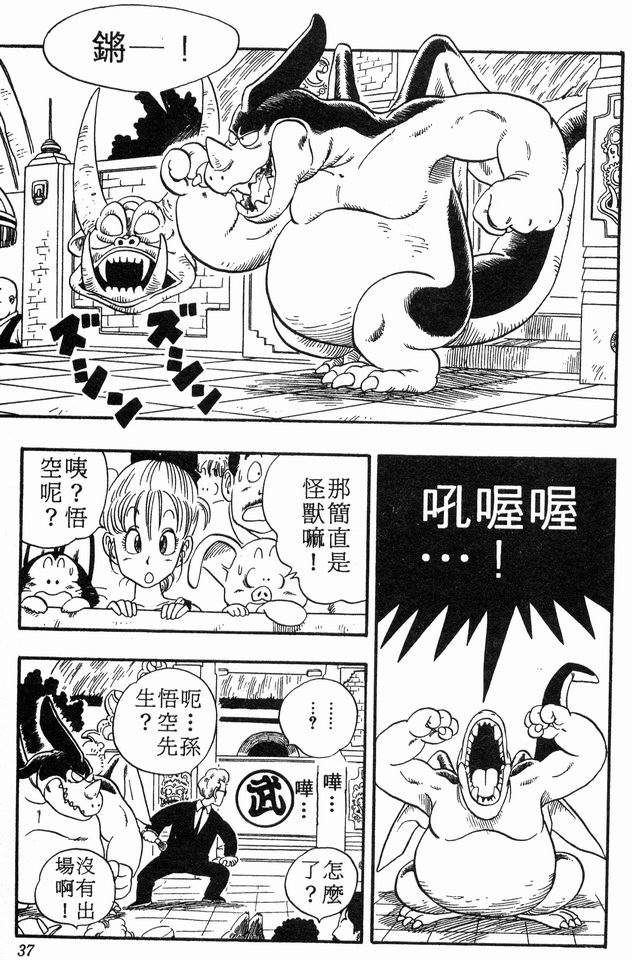 鏘—！
ズシン
ズシン
吼喔喔
…！
那簡直是
怪獸嘛！
咦？悟
空呢？
…
…？
嘩…
嘩…
怎麼
了？
武
呃…孫
悟空先
生？
沒有出
場啊！
37